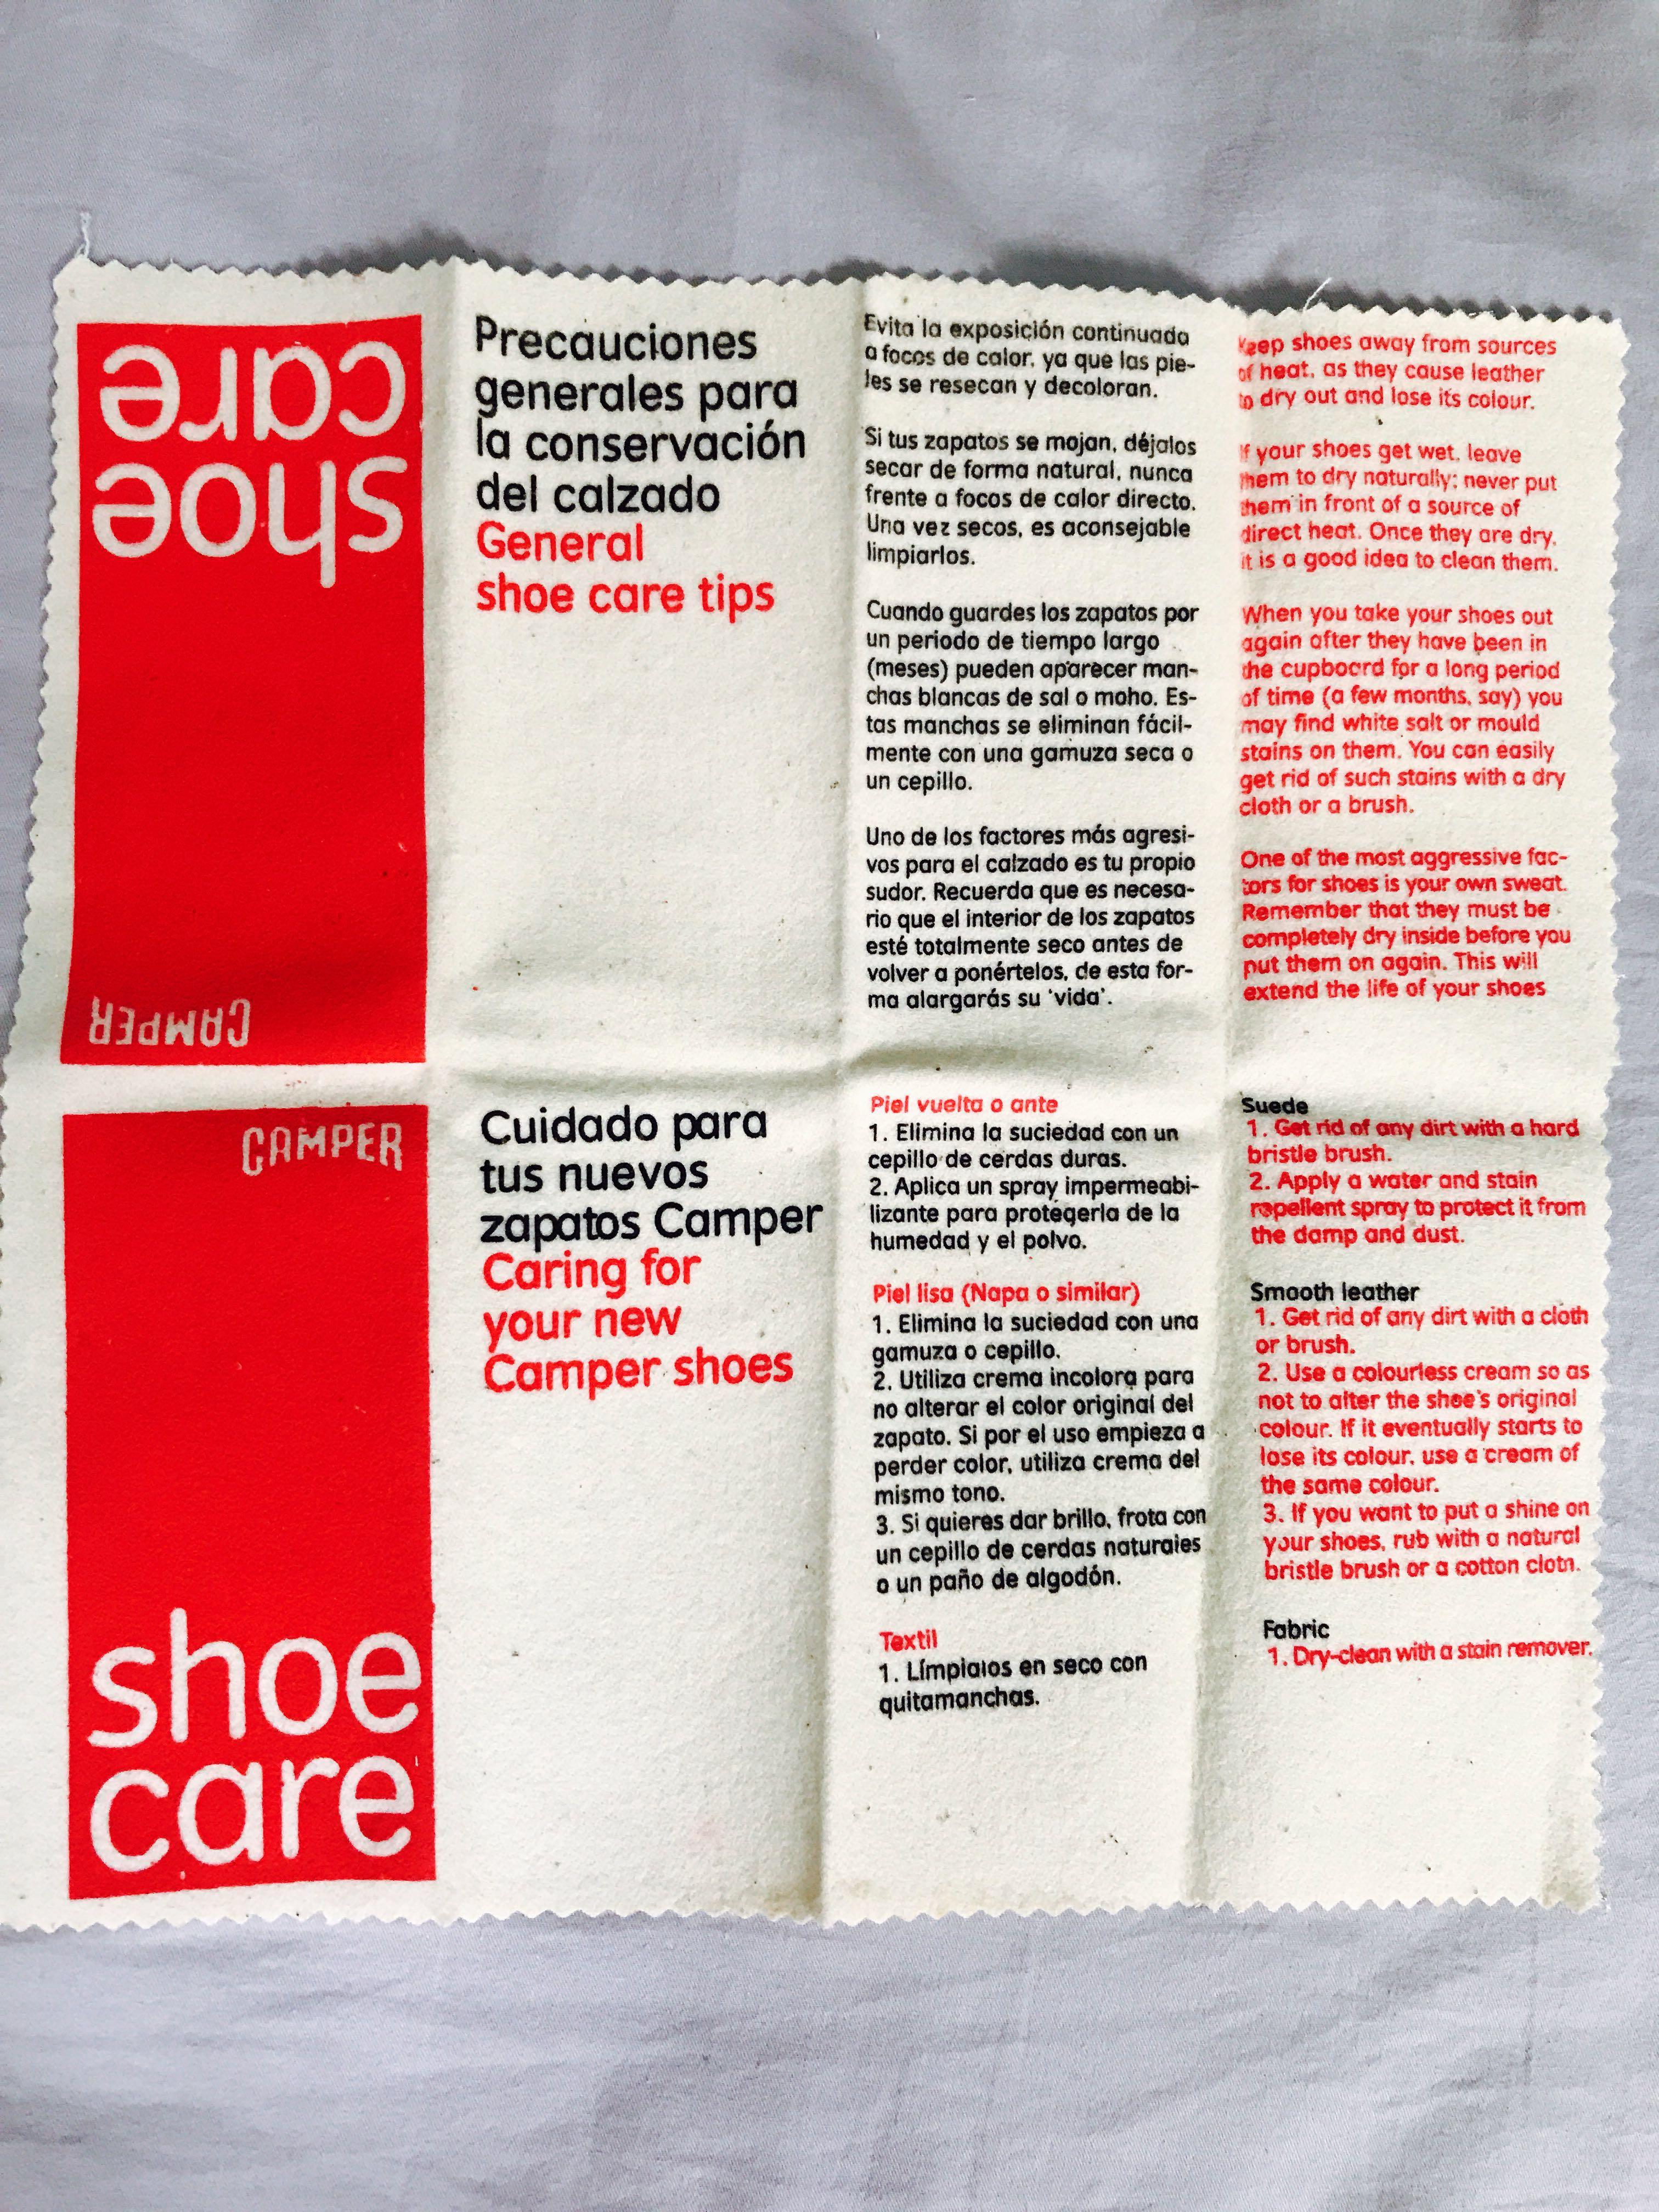 shoe
care
CAMPER
Precauciones
generales para
la conservación
del calzado
General
shoe care tips
Evita la exposición continuada
a focos de calor, ya que las pie-
les se resecan y decoloran.
Si tus zapatos se mojan, déjalos
secar de forma natural, nunca
frente a focos de calor directo.
Una vez secos, es aconsejable
limpiarlos.
Cuando guardes los zapatos por
un periodo de tiempo largo
(meses) pueden aparecer man-
chas blancas de sal o moho. Es-
tas manchas se eliminan fácil-
mente con una gamuza seca o
un cepillo.
Uno de los factores más agresi-
vos para el calzado es tu propio
sudor. Recuerda que es necesa-
rio que el interior de los zapatos
esté totalmente seco antes de
volver a ponértelos, de esta for-
ma alargarás su 'vida'.
Keep shoes away from sources
of heat, as they cause leather
to dry out and lose its colour.
If your shoes get wet, leave
them to dry naturally; never put
them in front of a source of
direct heat. Once they are dry,
it is a good idea to clean them.
When you take your shoes out
again after they have been in
the cupboard for a long period
of time (a few months, say) you
may find white salt or mould
stains on them. You can easily
get rid of such stains with a dry
cloth or a brush.
One of the most aggressive fac-
tors for shoes is your own sweat.
Remember that they must be
completely dry inside before you
put them on again. This will
extend the life of your shoes
CAMPER
shoe
care
Cuidado para
tus nuevos
zapatos Camper
Caring for
your new
Camper shoes
Piel vuelta o ante
1. Elimina la suciedad con un
cepillo de cerdas duras.
2. Aplica un spray impermeabi-
lizante para protegerla de la
humedad y el polvo.
Piel lisa (Napa o similar)
1. Elimina la suciedad con una
gamuza o cepillo.
2. Utiliza crema incolora para
no alterar el color original del
zapato. Si por el uso empieza a
perder color, utiliza crema del
mismo tono.
3. Si quieres dar brillo, frota con
un cepillo de cerdas naturales
o un paño de algodón.
Textil
1. Límpialos en seco con
quitamanchas.
Suede
1. Get rid of any dirt with a hard
bristle brush.
2. Apply a water and stain
repellent spray to protect it from
the damp and dust.
Smooth leather
1. Get rid of any dirt with a cloth
or brush.
2. Use a colourless cream so as
not to alter the shoe's original
colour. If it eventually starts to
lose its colour, use a cream of
the same colour.
3. If you want to put a shine on
your shoes, rub with a natural
bristle brush or a cotton cloth.
Fabric
1. Dry-clean with a stain remover.